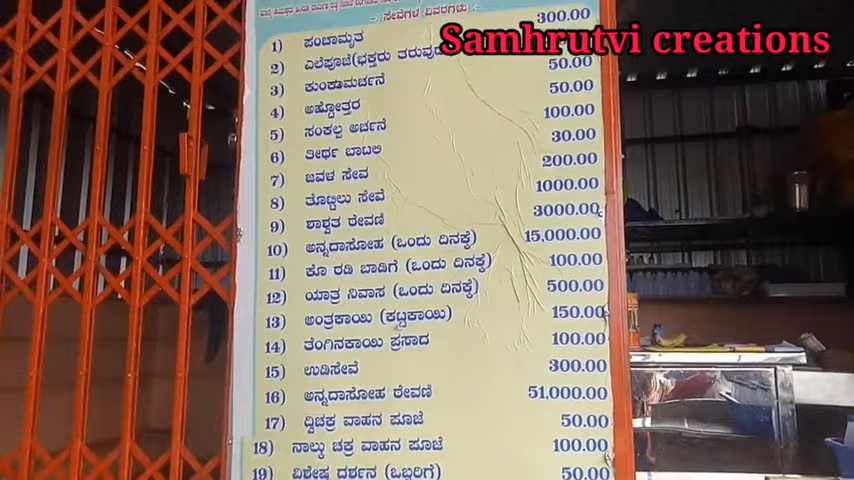 -: ಸೇವೆಗಳ ವಿವರಗಳು :-
1) ಪಂಚಾಮೃತ 300.00
Samhrutvi creations
2) ಎಲೆಪೂಜೆ(ಭಕ್ತರು ತರುವುದು
3) ಕುಂಕುಮರ್ಚನೆ 50.00
4) ಅಷ್ಟೋತ್ತರ 50.00
5) ಸಂಕಲ್ಪ ಅರ್ಚನೆ 100.00
6) ತೀರ್ಥ ಬಾಟಲಿ 30.00
7) ಜವಳ ಸೇವ 200.00
8) ತೊಟ್ಟಿಲು ಸೇವೆ 1000.00
9) ಶಾಶ್ವತ ಠೇವಣಿ 3000.00
10) ಅನ್ನದಾಸೋಹ (ಒಂದು ದಿನಕ್ಕೆ) 15,000.00
11) ಕೊ ಠಡಿ ಬಾಡಿಗೆ (ಒಂದು ದಿನಕ್ಕೆ) 100.00
12) ಯಾತ್ರಿ ನಿವಾಸ (ಒಂದು ದಿನಕ್ಕೆ) 500.00
13) ಅಂತ್ರಕಾಯಿ (ಕಟ್ಟಕಾಯಿ) 150.00
14) ತೆಂಗಿನಕಾಯಿ ಪ್ರಸಾದ 100.00
15) ಉಡಿಸೇವೆ 300.00
16) ಅನ್ನದಾಸೋಹ ಠೇವಣಿ 51,000.00
17) ದ್ವಿಚಕ್ರ ವಾಹನ ಪೂಜೆ 50.00
18) ನಾಲ್ಕು ಚಕ್ರ ವಾಹನ ಪೂಜೆ 100.00
19) ವಿಶೇಷ ದರ್ಶನ (ಒಬ್ಬರಿಗೆ) 50.00